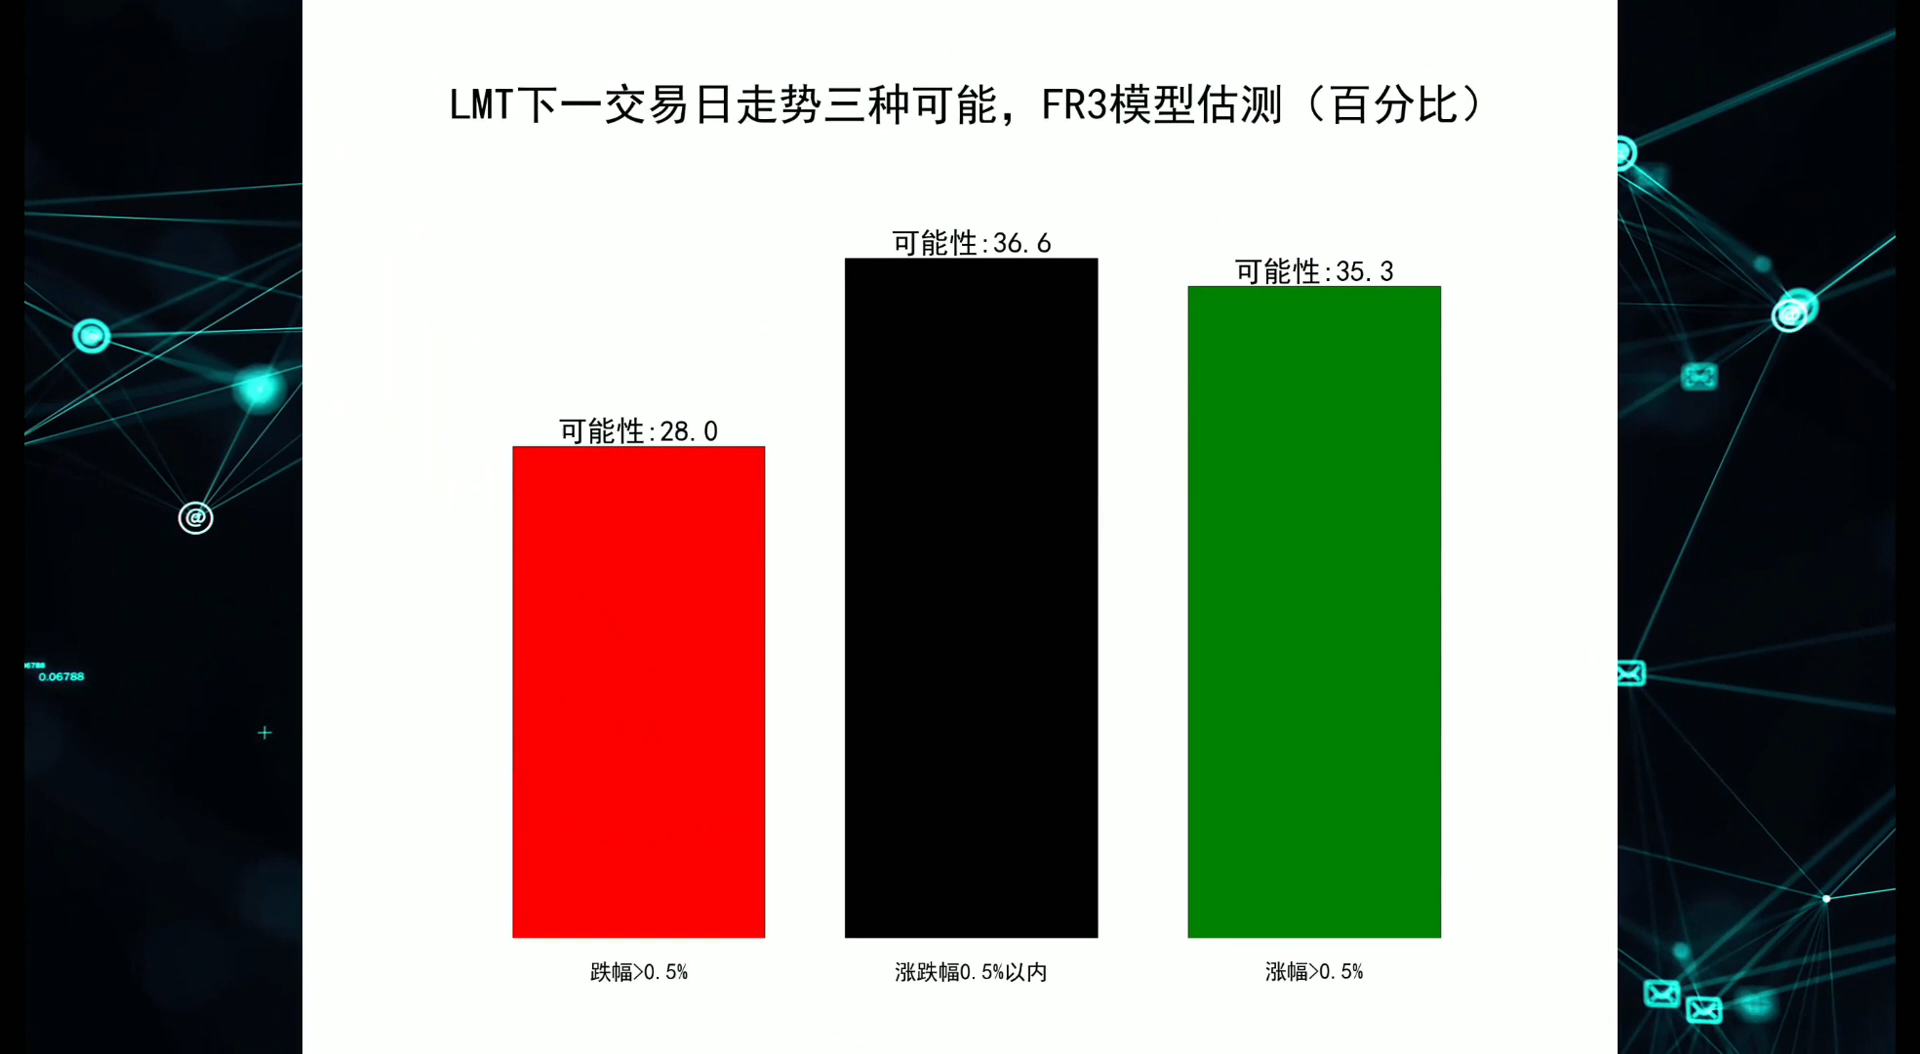 LMT下一交易日走势三种可能，FR3模型估测（百分比）
可能性:36.6
可能性:35.3
可能性:28.0
跌幅>0.5%
涨跌幅0.5%以内
涨幅>0.5%
0.06788